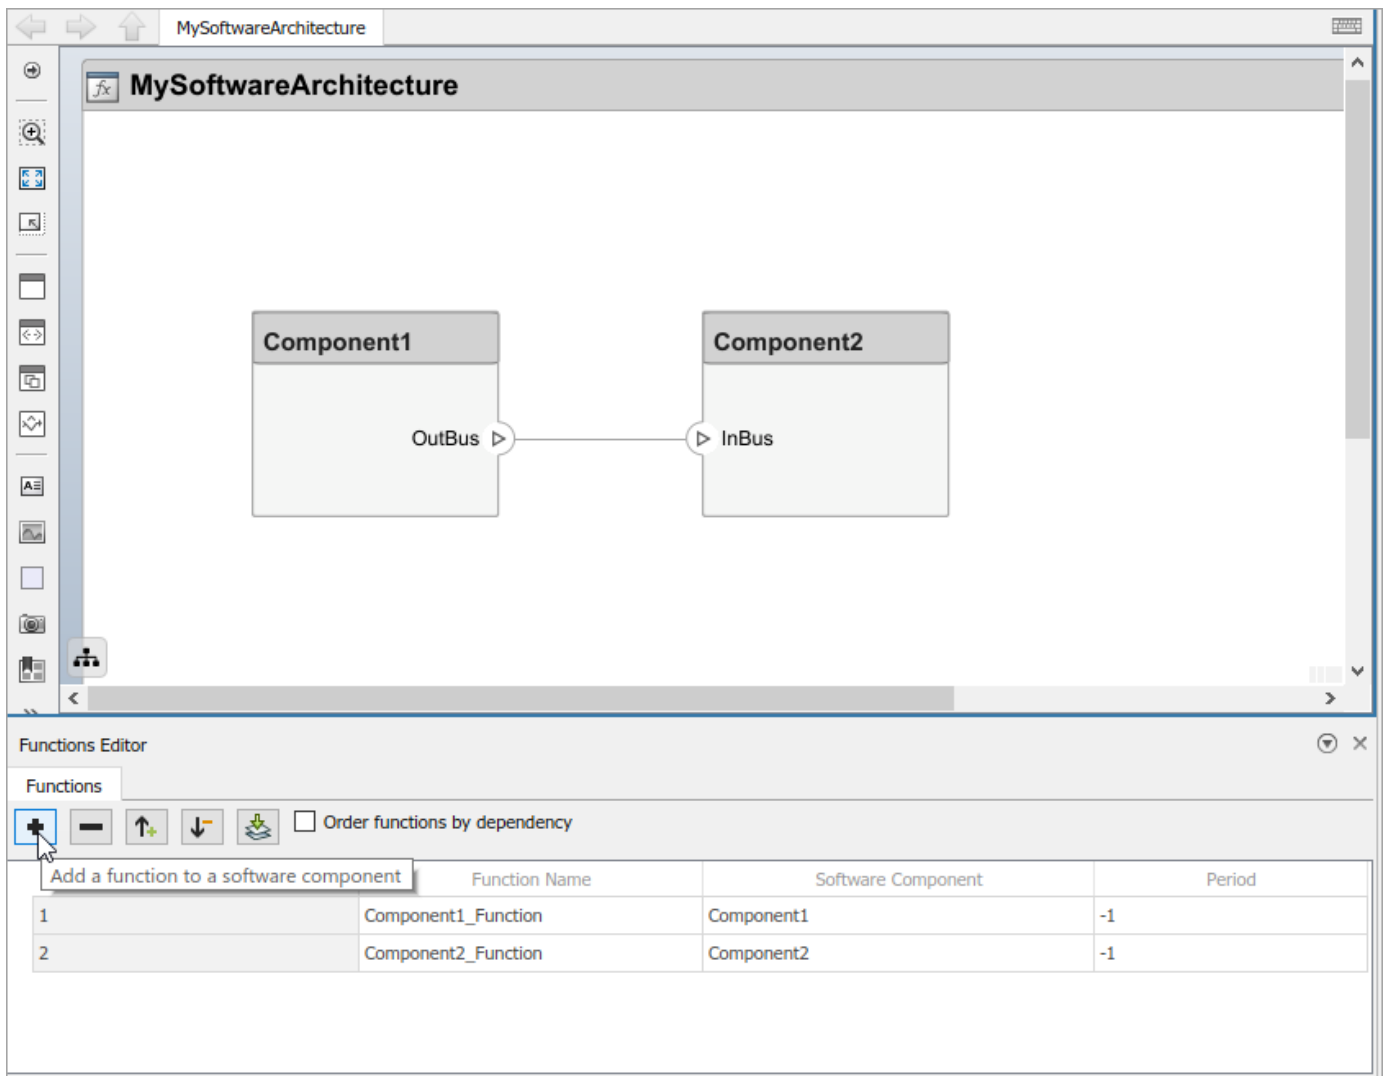 MySoftwareArchitecture
fx MySoftwareArchitecture
Component1
Component2
OutBus
InBus
Functions Editor
Functions
Order functions by dependency
Add a function to a software component
Function Name
Software Component
Period
1
Component1_Function
Component1
-1
2
Component2_Function
Component2
-1